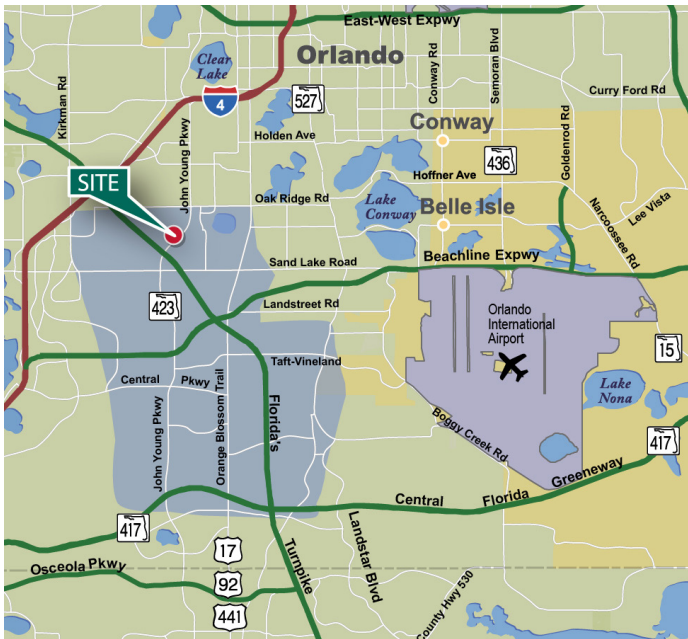 East-West Expwy
Orlando
Clear
Lake
Kirkman Rd
4
527
Conway Rd
Semoran Blvd
Curry Ford Rd
John Young Pkwy
Holden Ave
Conway
436
Goldenrod Rd
SITE
Hoffner Ave
Oak Ridge Rd
Lake
Conway
Belle Isle
Narcoossee Rd
Lee Vista
Sand Lake Road
Beachline Expwy
423
Landstreet Rd
Orlando
International
Airport
15
Taft-Vineland
Central Pkwy
Lake
Nona
John Young Pkwy
Orange Blossom Trail
Florida's
Boggy Creek Rd
417
Central Florida Greeneway
417
17
Landstar Blvd
Turnpike
Osceola Pkwy
92
441
County Hwy 530